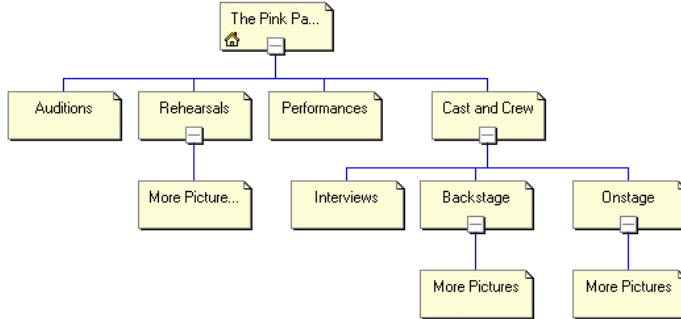 The Pink Pa...
Auditions
Rehearsals
Performances
Cast and Crew
More Picture...
Interviews
Backstage
Onstage
More Pictures
More Pictures